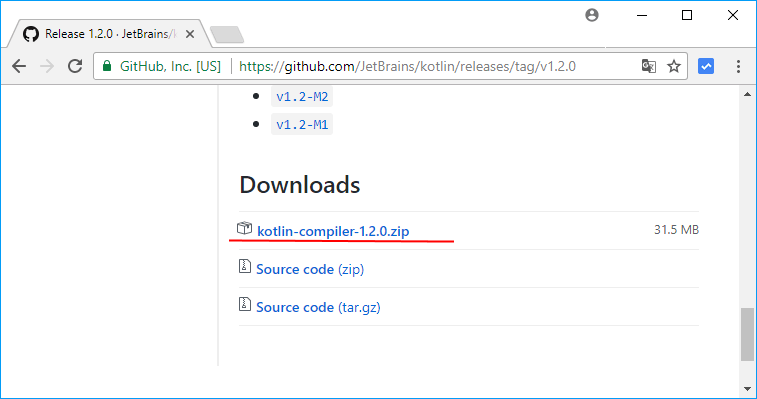 Release 1.2.0 · JetBrains/k
GitHub, Inc. [US] https://github.com/JetBrains/kotlin/releases/tag/v1.2.0
v1.2-M2
v1.2-M1
Downloads
kotlin-compiler-1.2.0.zip 31.5 MB
Source code (zip)
Source code (tar.gz)